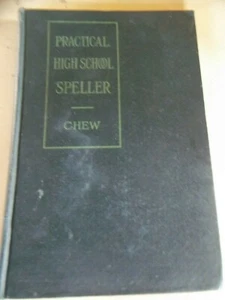 PRACTICAL
HIGH SCHOOL
SPELLER
CHEW